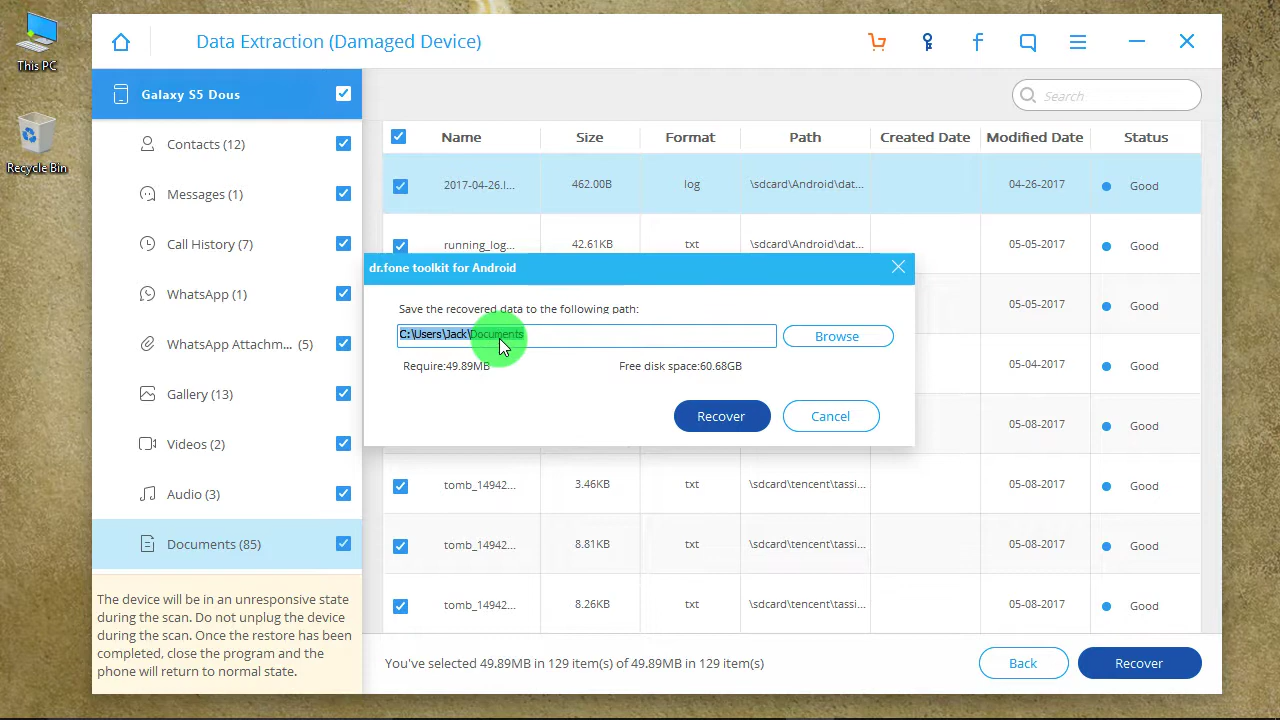 This PC
Recycle Bin
Data Extraction (Damaged Device)
Galaxy S5 Dous
Search
Contacts (12)
Messages (1)
Call History (7)
WhatsApp (1)
WhatsApp Attachm... (5)
Gallery (13)
Videos (2)
Audio (3)
Documents (85)
The device will be in an unresponsive state
during the scan. Do not unplug the device
during the scan. Once the restore has been
completed, close the program and the
phone will return to normal state.
Name Size Format Path Created Date Modified Date Status
2017-04-26.l... 462.00B log \sdcard\Android\dat... 04-26-2017 Good
running_log... 42.61KB txt \sdcard\Android\dat... 05-05-2017 Good
05-05-2017 Good
05-04-2017 Good
05-08-2017 Good
tomb_14942... 3.46KB txt \sdcard\tencent\tassi... 05-08-2017 Good
tomb_14942... 8.81KB txt \sdcard\tencent\tassi... 05-08-2017 Good
tomb_14942... 8.26KB txt \sdcard\tencent\tassi... 05-08-2017 Good
dr.fone toolkit for Android
Save the recovered data to the following path:
C:\Users\Jack\Documents
Browse
Require:49.89MB Free disk space:60.68GB
Recover Cancel
You've selected 49.89MB in 129 item(s) of 49.89MB in 129 item(s)
Back Recover